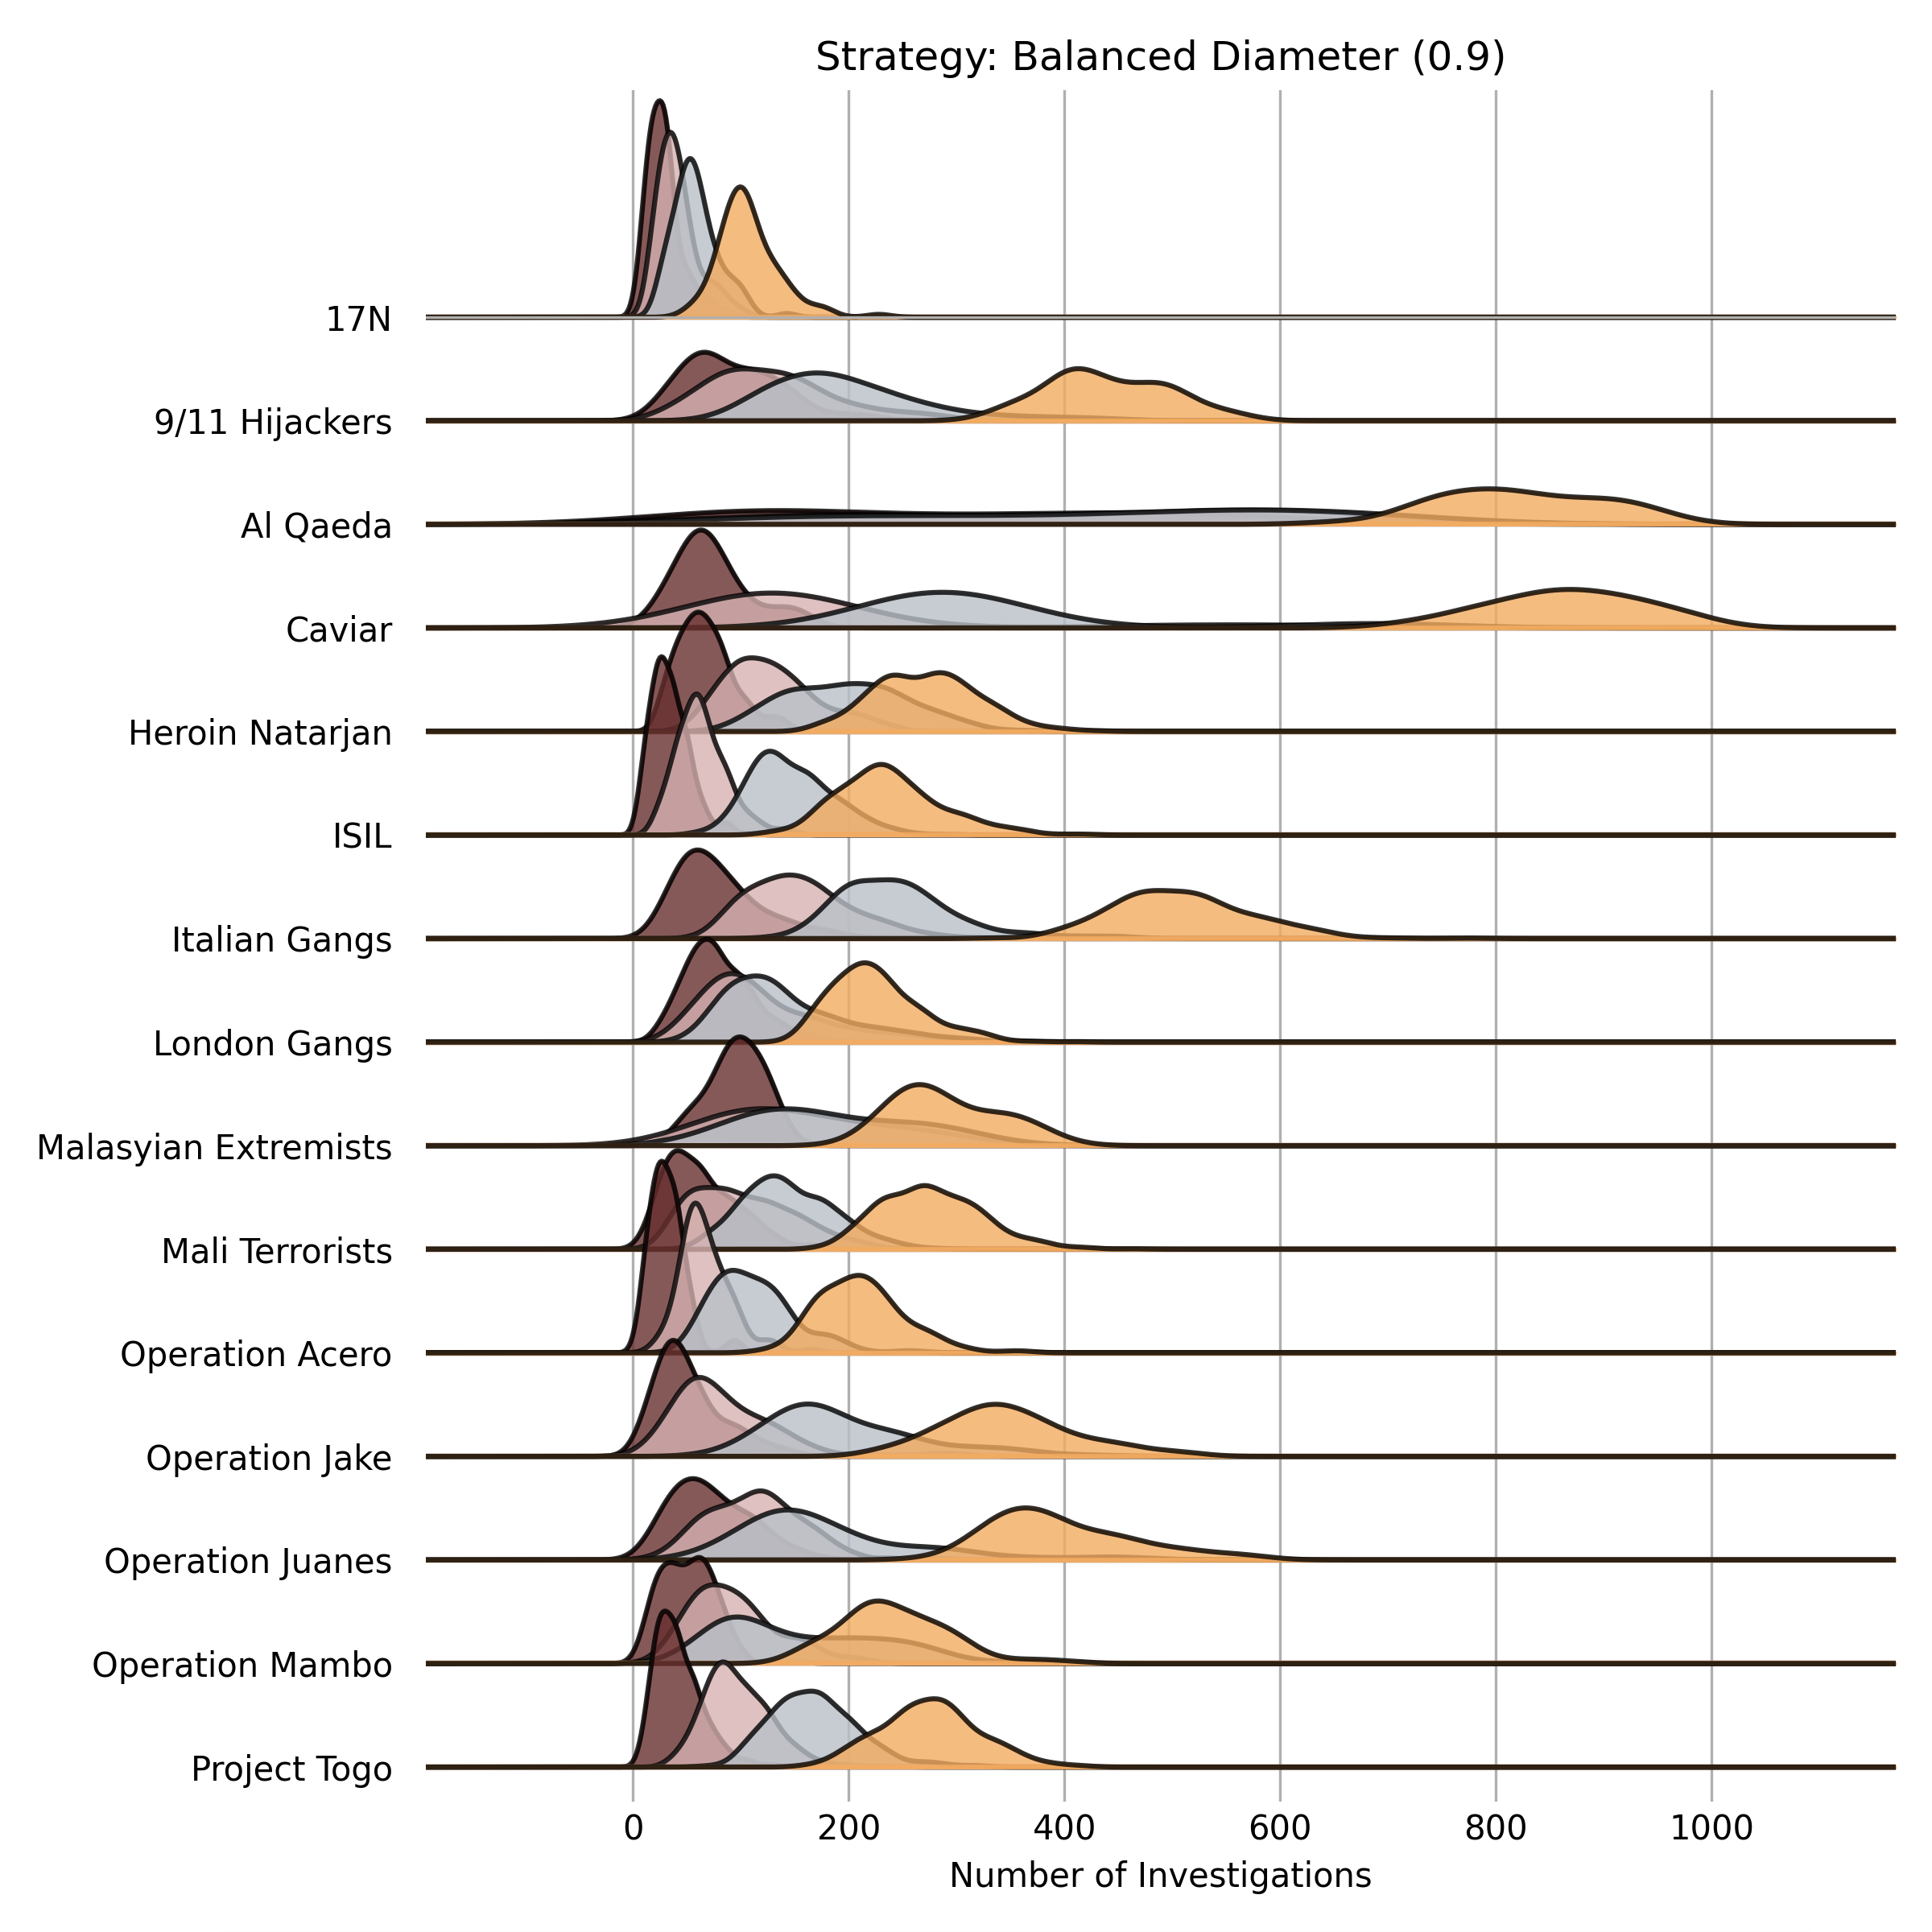 Strategy: Balanced Diameter (0.9)
17N
9/11 Hijackers
Al Qaeda
Caviar
Heroin Natarjan
ISIL
Italian Gangs
London Gangs
Malasyian Extremists
Mali Terrorists
Operation Acero
Operation Jake
Operation Juanes
Operation Mambo
Project Togo
0 200 400 600 800 1000
Number of Investigations